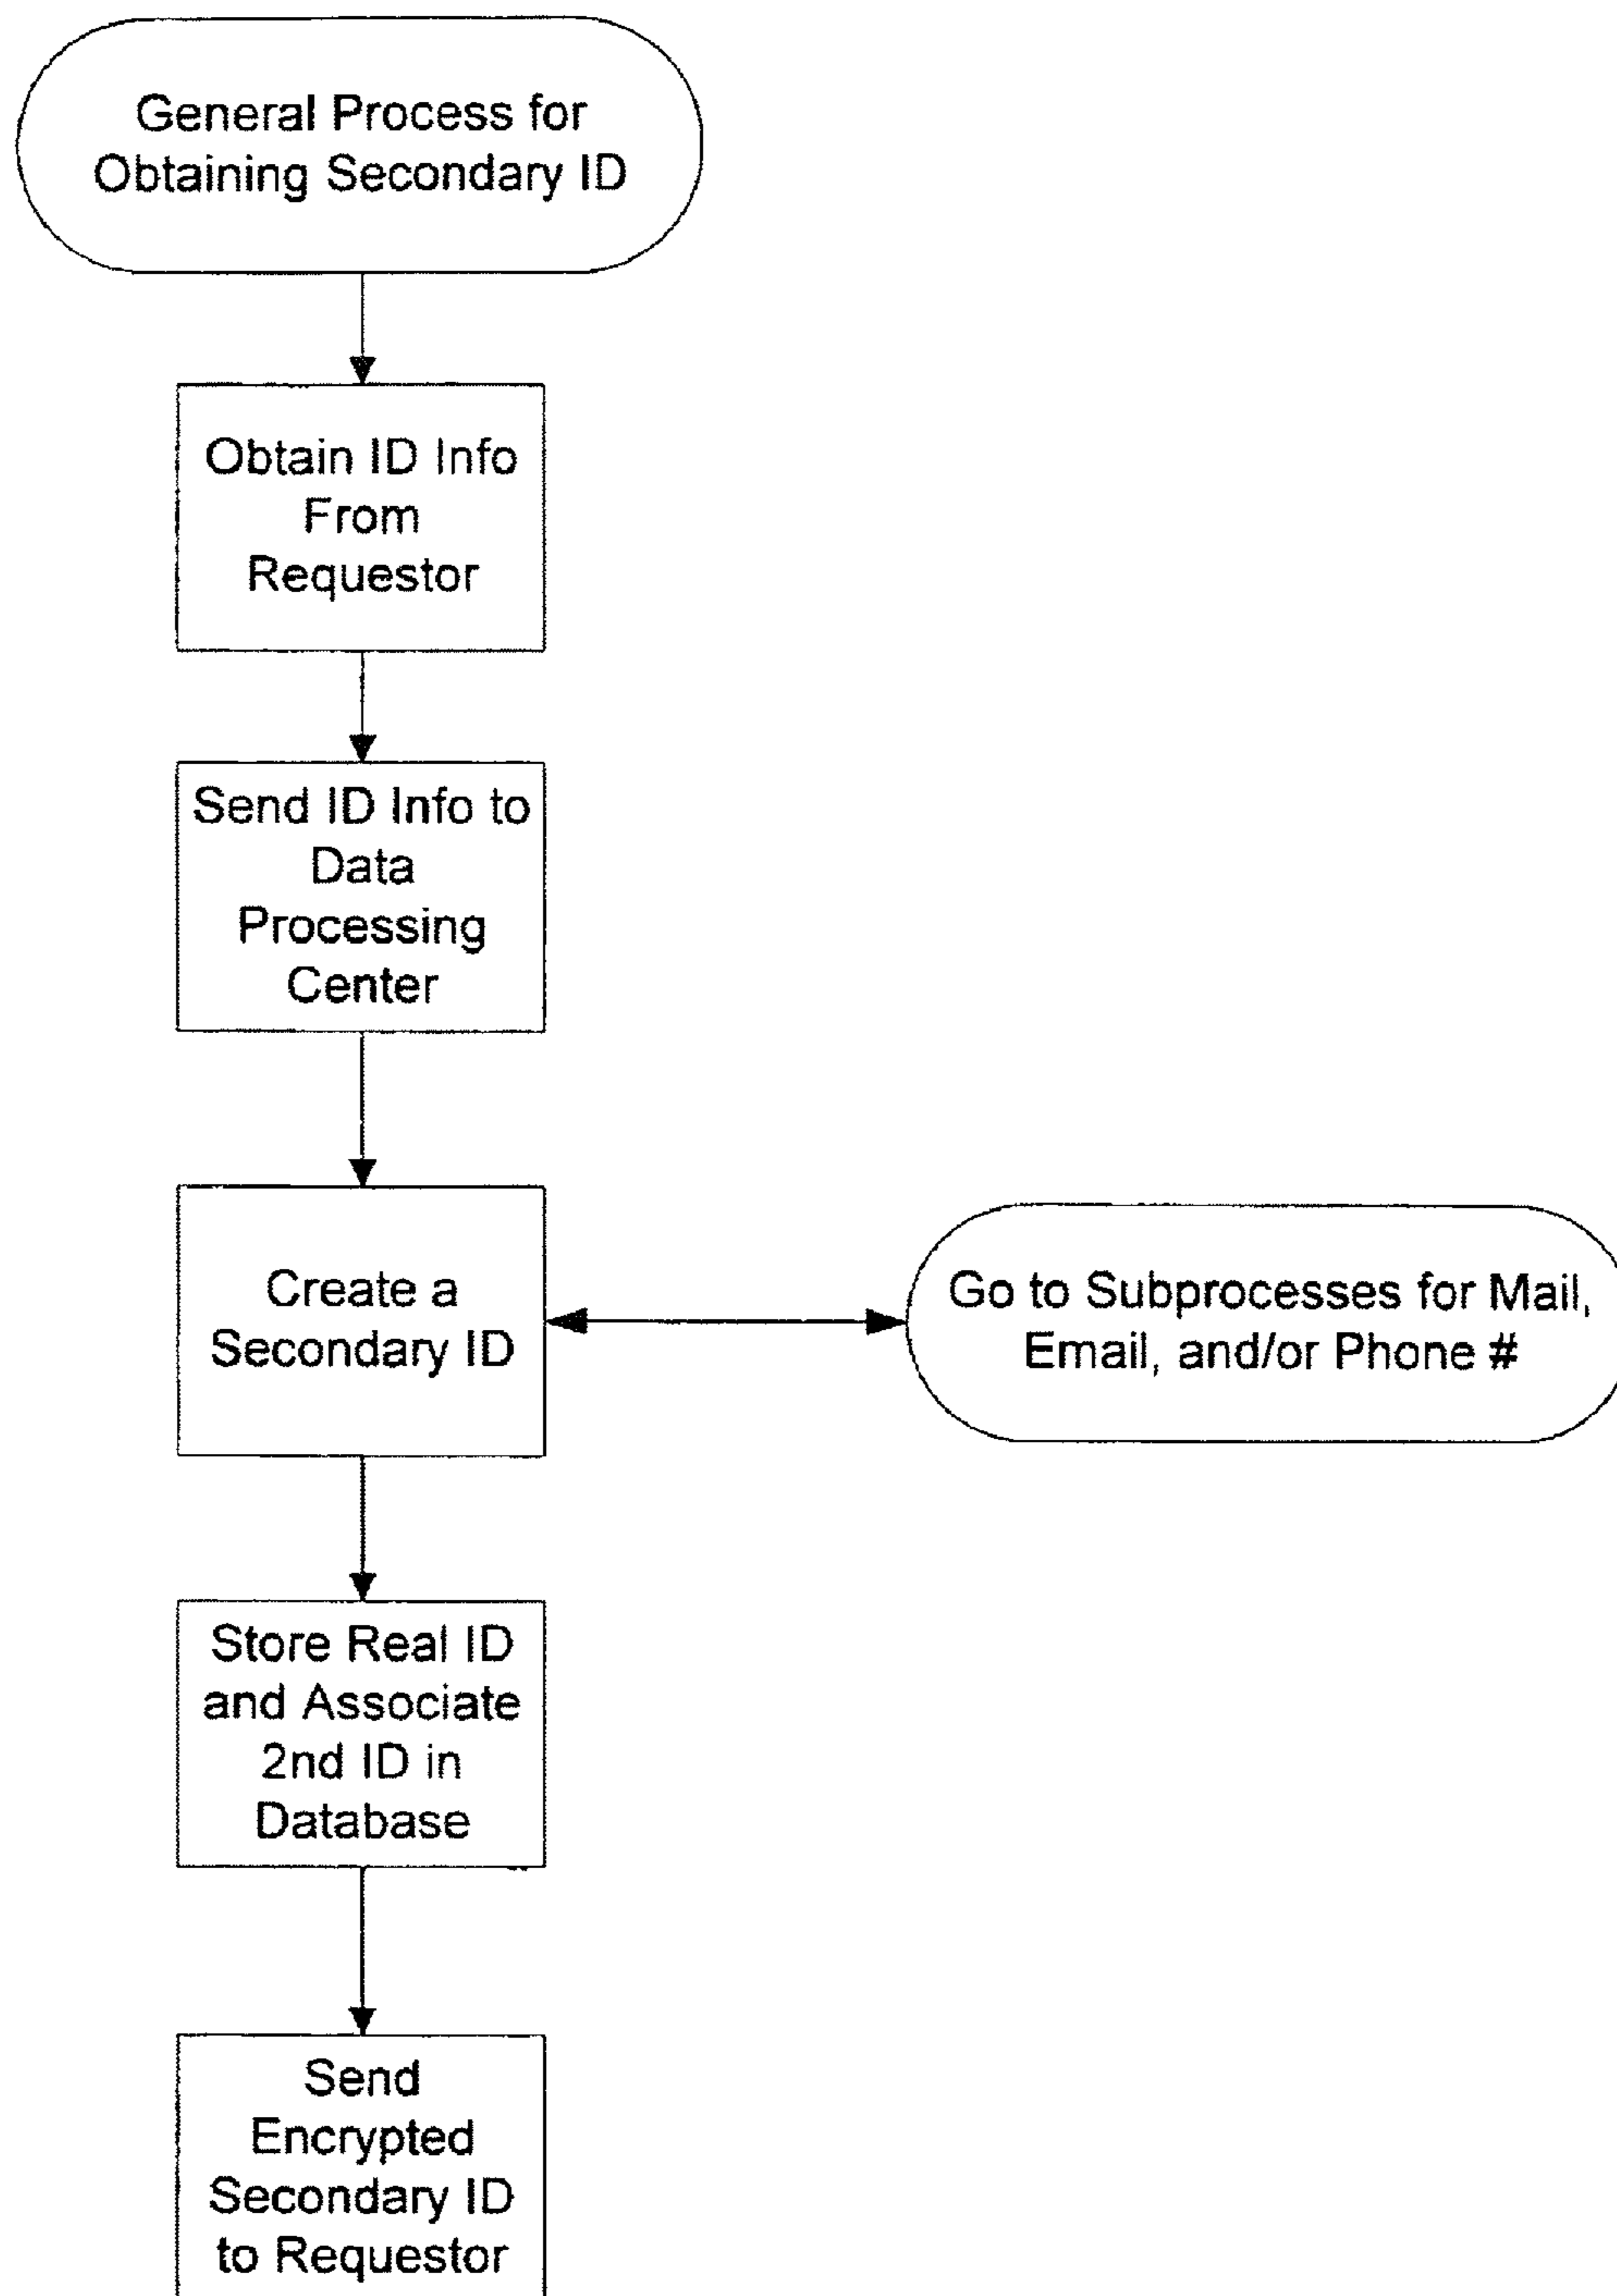 General Process for
Obtaining Secondary ID
Obtain ID Info
From
Requestor
Send ID Info to
Data
Processing
Center
Create a
Secondary ID
Go to Subprocesses for Mail,
Email, and/or Phone #
Store Real ID
and Associate
2nd ID in
Database
Send
Encrypted
Secondary ID
to Requestor